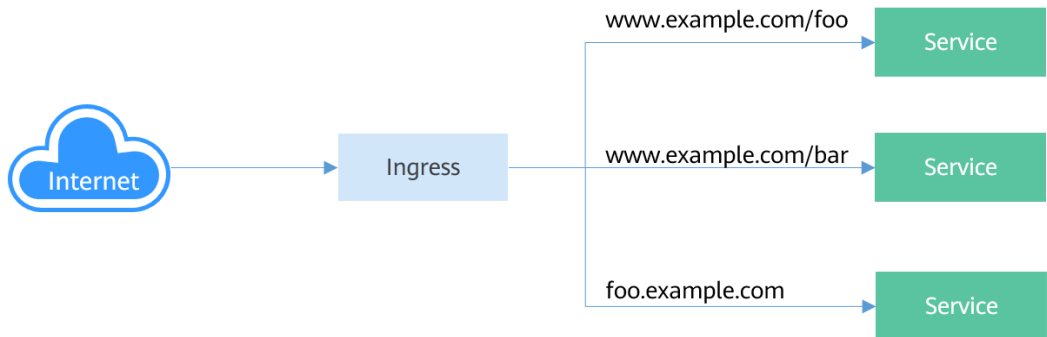 www.example.com/foo
Service
Internet
Ingress
www.example.com/bar
Service
foo.example.com
Service